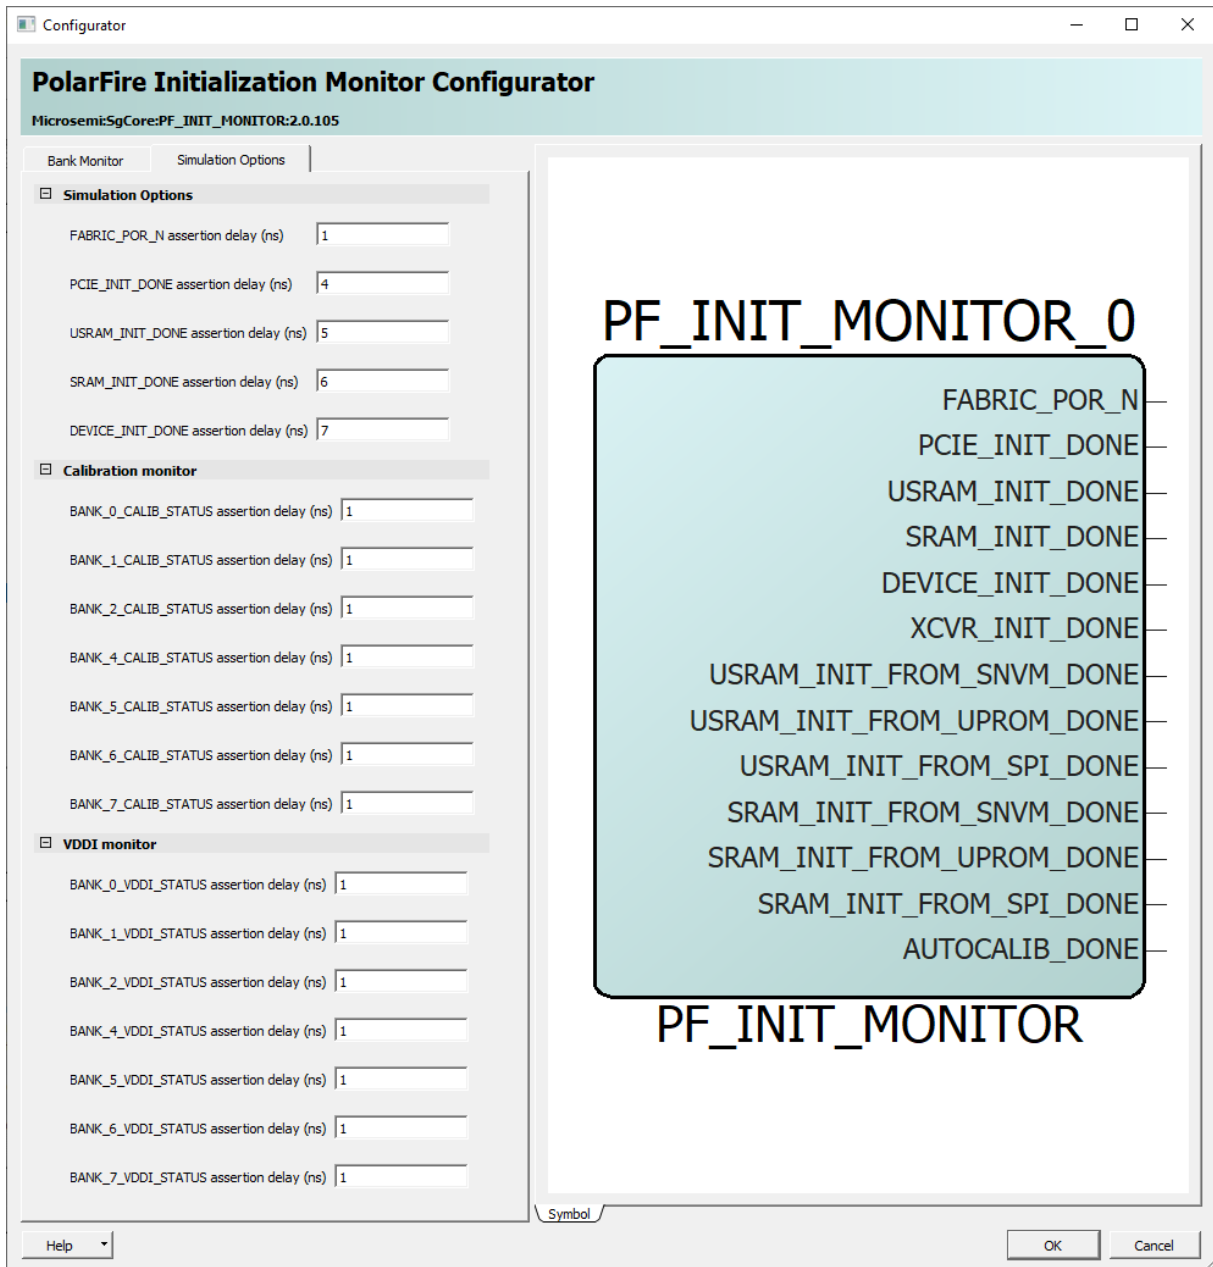 Configurator
PolarFire Initialization Monitor Configurator
Microsemi:SgCore:PF_INIT_MONITOR:2.0.105
Bank Monitor
Simulation Options
Simulation Options
FABRIC_POR_N assertion delay (ns) 1
PCIE_INIT_DONE assertion delay (ns) 4
USRAM_INIT_DONE assertion delay (ns) 5
SRAM_INIT_DONE assertion delay (ns) 6
DEVICE_INIT_DONE assertion delay (ns) 7
Calibration monitor
BANK_0_CALIB_STATUS assertion delay (ns) 1
BANK_1_CALIB_STATUS assertion delay (ns) 1
BANK_2_CALIB_STATUS assertion delay (ns) 1
BANK_4_CALIB_STATUS assertion delay (ns) 1
BANK_5_CALIB_STATUS assertion delay (ns) 1
BANK_6_CALIB_STATUS assertion delay (ns) 1
BANK_7_CALIB_STATUS assertion delay (ns) 1
VDDI monitor
BANK_0_VDDI_STATUS assertion delay (ns) 1
BANK_1_VDDI_STATUS assertion delay (ns) 1
BANK_2_VDDI_STATUS assertion delay (ns) 1
BANK_4_VDDI_STATUS assertion delay (ns) 1
BANK_5_VDDI_STATUS assertion delay (ns) 1
BANK_6_VDDI_STATUS assertion delay (ns) 1
BANK_7_VDDI_STATUS assertion delay (ns) 1
PF_INIT_MONITOR_0
FABRIC_POR_N
PCIE_INIT_DONE
USRAM_INIT_DONE
SRAM_INIT_DONE
DEVICE_INIT_DONE
XCVR_INIT_DONE
USRAM_INIT_FROM_SNVM_DONE
USRAM_INIT_FROM_UPROM_DONE
USRAM_INIT_FROM_SPI_DONE
SRAM_INIT_FROM_SNVM_DONE
SRAM_INIT_FROM_UPROM_DONE
SRAM_INIT_FROM_SPI_DONE
AUTOCALIB_DONE
PF_INIT_MONITOR
Symbol
Help
OK
Cancel